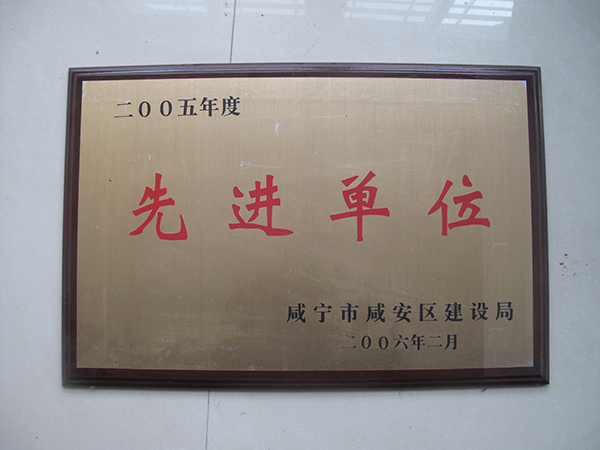 二００五年度
先进单位
咸宁市咸安区建设局
二００六年二月